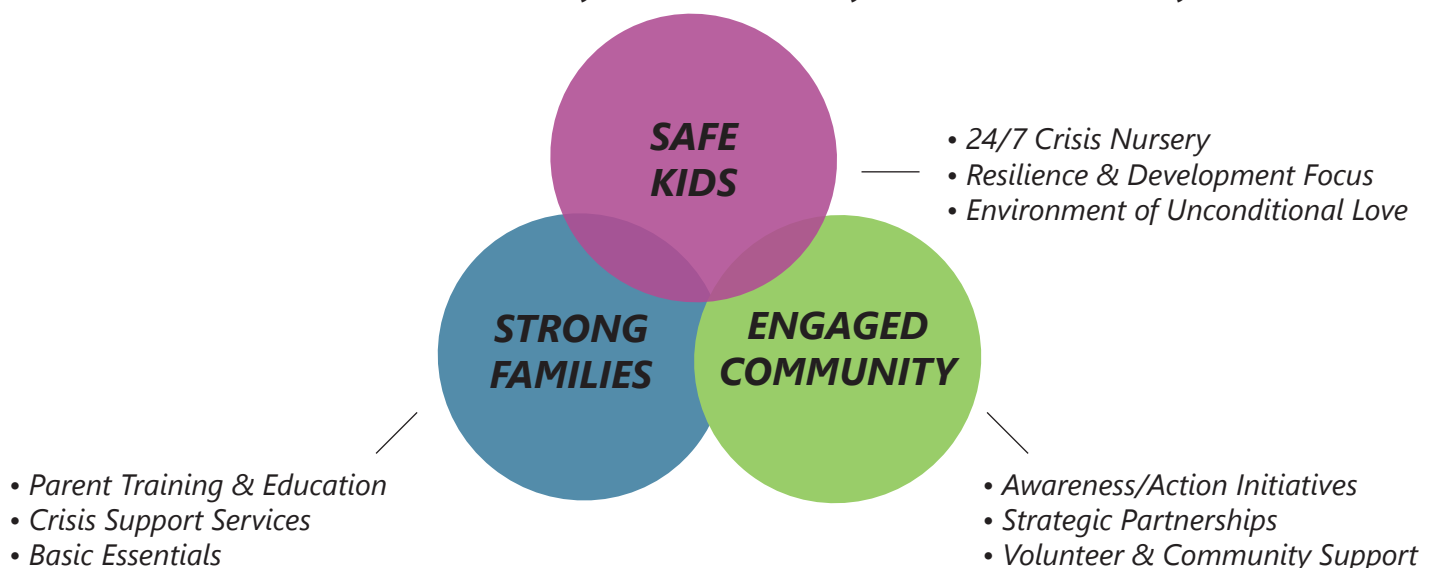 SAFE
KIDS
• 24/7 Crisis Nursery
• Resilience & Development Focus
• Environment of Unconditional Love
STRONG
FAMILIES
ENGAGED
COMMUNITY
• Parent Training & Education
• Crisis Support Services
• Basic Essentials
• Awareness/Action Initiatives
• Strategic Partnerships
• Volunteer & Community Support